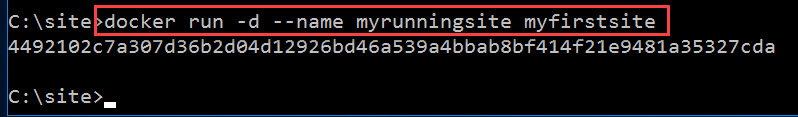 C:\site>docker run -d --name myrunningsite myfirstsite
4492102c7a307d36b2d04d12926bd46a539a4bbab8bf414f21e9481a35327cda
C:\site>